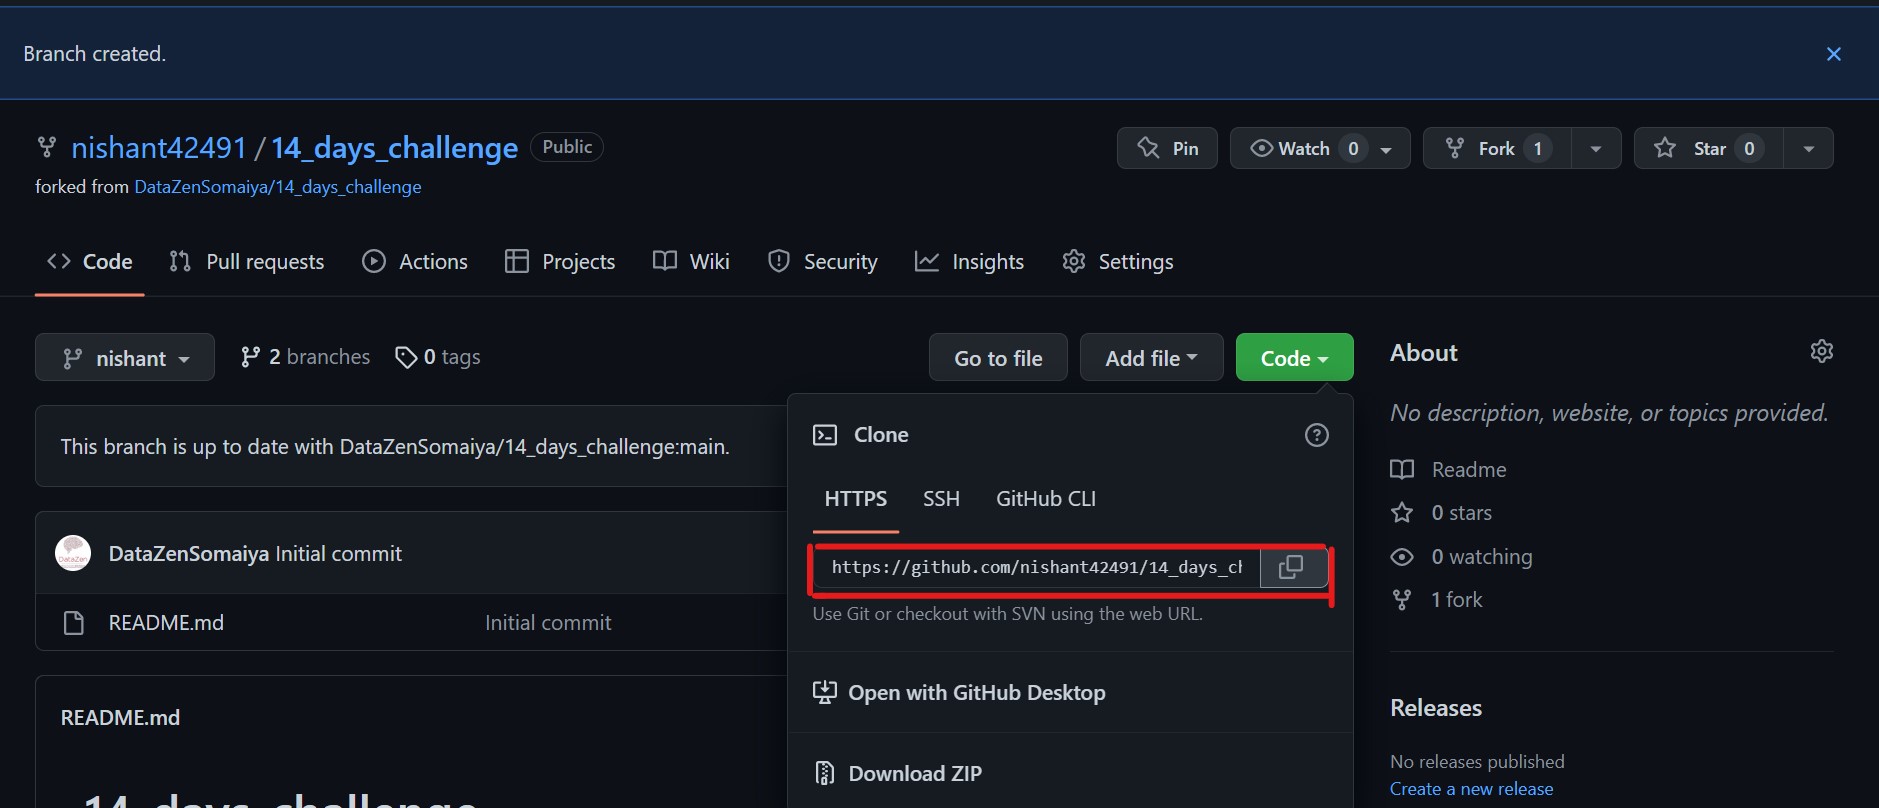 Branch created.
nishant42491 / 14_days_challenge Public
Pin Watch 0 Fork 1 Star 0
forked from DataZenSomaiya/14_days_challenge
Code Pull requests Actions Projects Wiki Security Insights Settings
nishant 2 branches 0 tags Go to file Add file Code
About
No description, website, or topics provided.
Readme
0 stars
0 watching
1 fork
Releases
No releases published
Create a new release
This branch is up to date with DataZenSomaiya/14_days_challenge:main.
DataZenSomaiya Initial commit
README.md Initial commit
README.md
14_days_challenge
Clone
HTTPS SSH GitHub CLI
https://github.com/nishant42491/14_days_ch
Use Git or checkout with SVN using the web URL.
Open with GitHub Desktop
Download ZIP